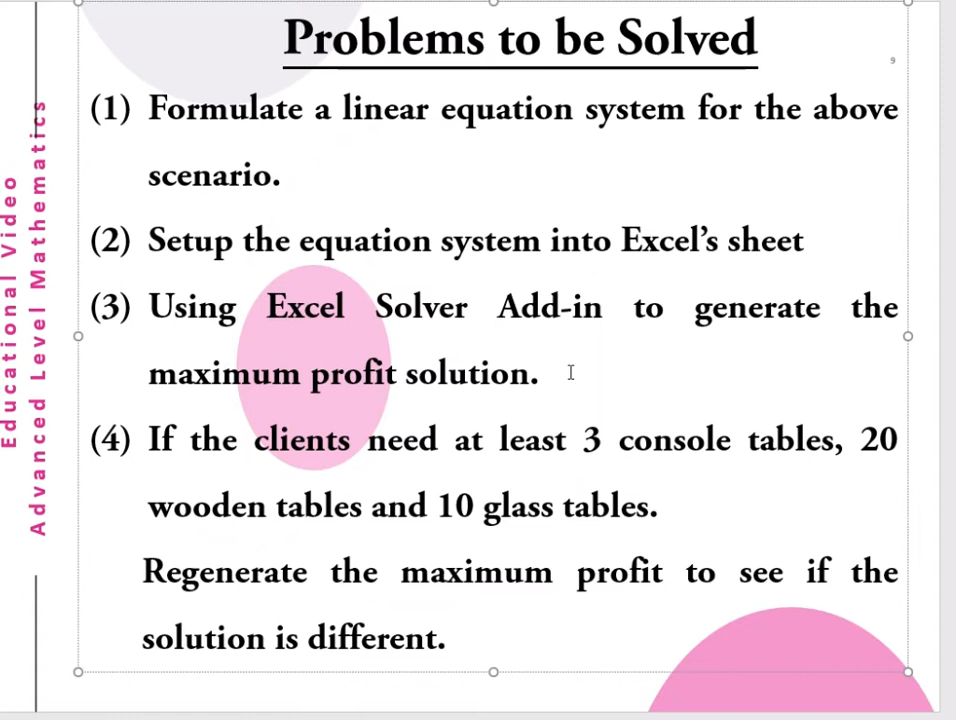 Problems to be Solved
9
(1) Formulate a linear equation system for the above
scenario.
(2) Setup the equation system into Excel’s sheet
(3) Using Excel Solver Add-in to generate the
maximum profit solution.
(4) If the clients need at least 3 console tables, 20
wooden tables and 10 glass tables.
Regenerate the maximum profit to see if the
solution is different.
Educational Video
Advanced Level Mathematics